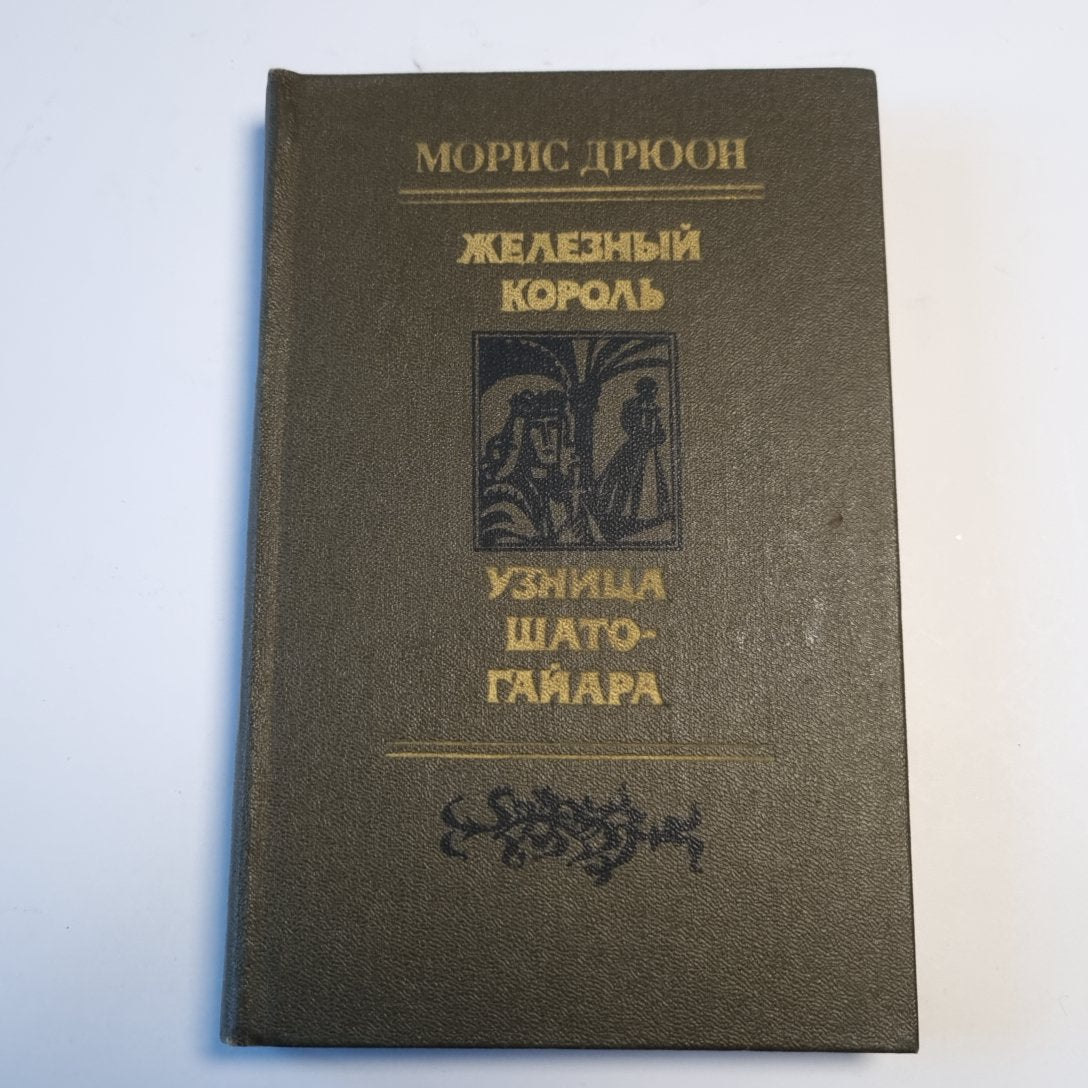 МОРИС ДРЮОН
ЖЕЛЕЗНЫЙ
КОРОЛЬ
УЗНИЦА
ШАТО-
ГАЙАРА